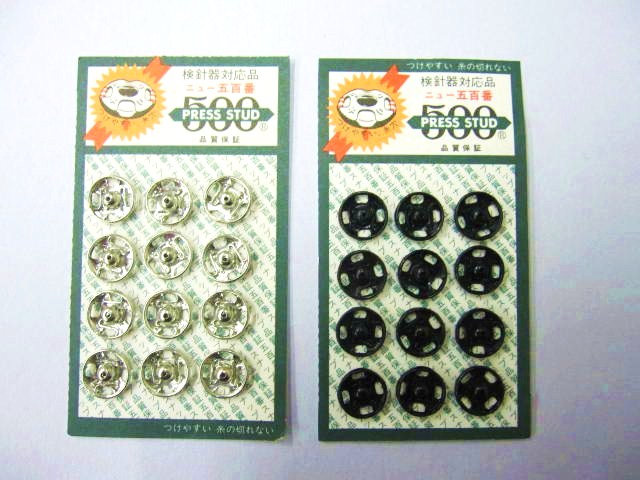 検針器対応品
ニュー五百番
500
PRESS STUD
®
品質保証
つけやすい 糸の切れない
つけやすい 糸の切れない
検針器対応品
ニュー五百番
500
PRESS STUD
®
品質保証